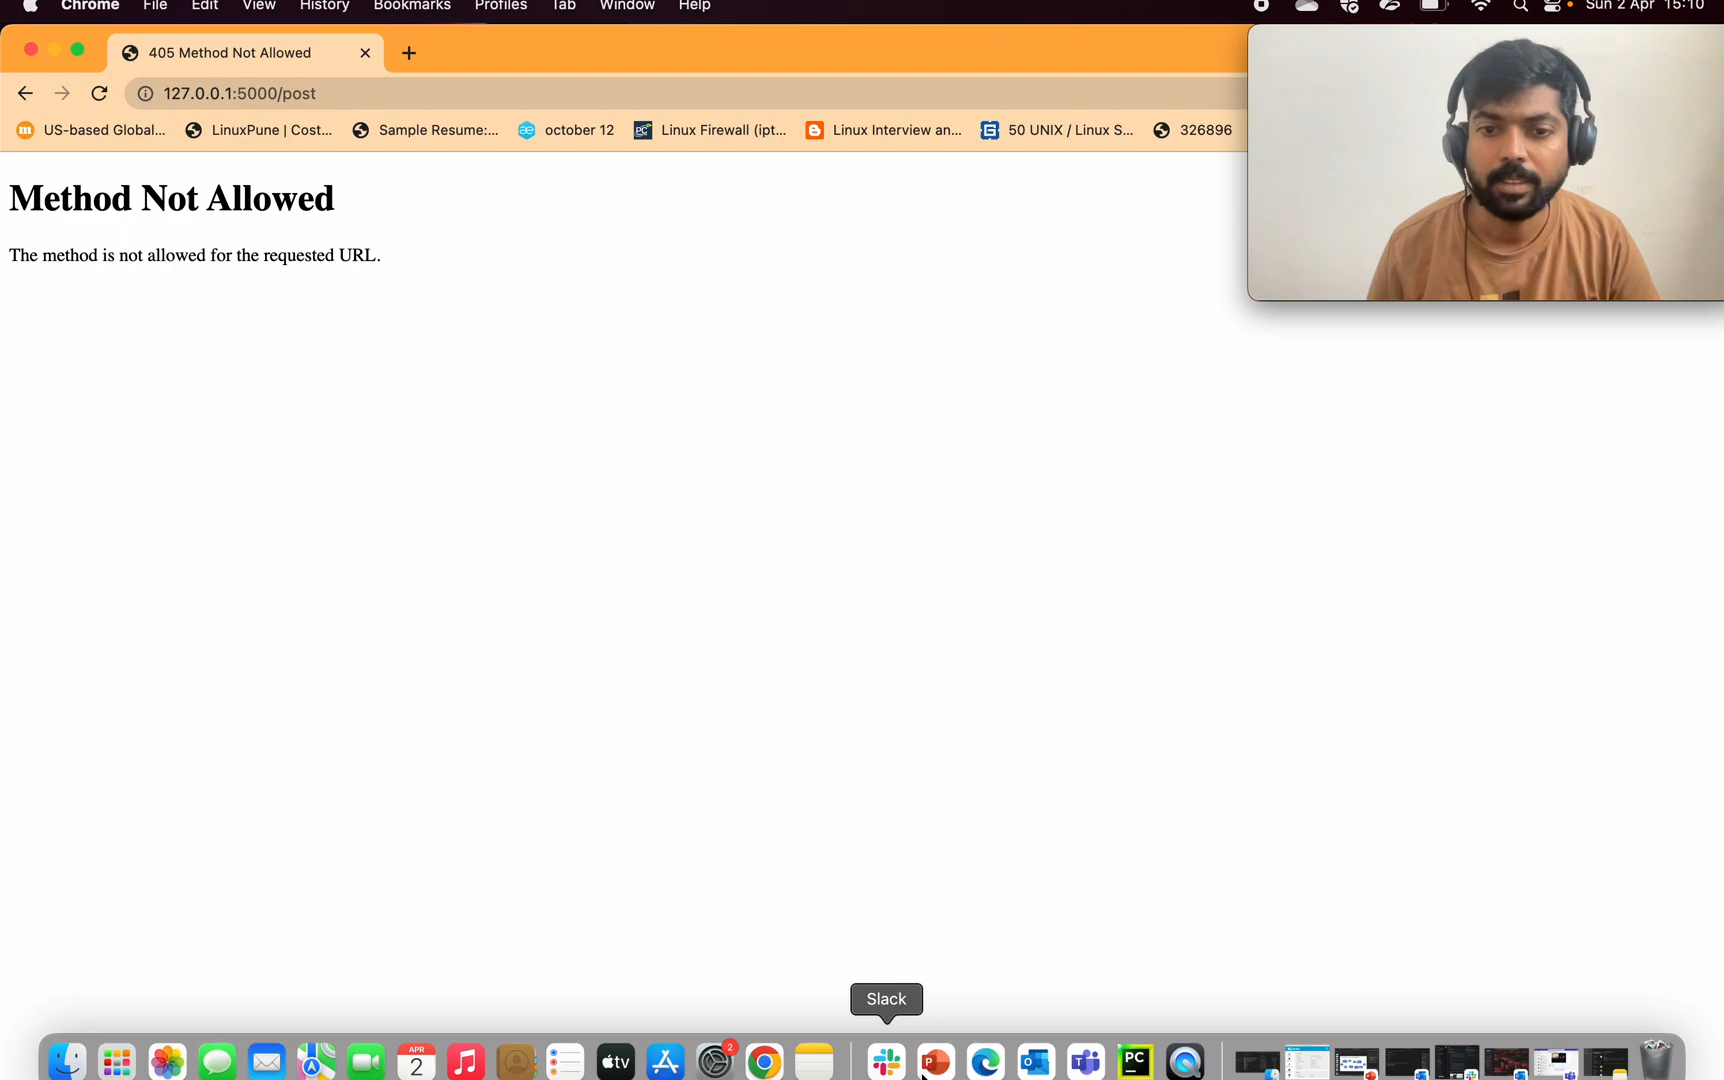 Chrome File Edit View History Bookmarks Profiles Tab Window Help Sun 2 Apr 15:10
405 Method Not Allowed
127.0.0.1:5000/post
US-based Global... LinuxPune | Cost... Sample Resume:... october 12 Linux Firewall (ipt... Linux Interview an... 50 UNIX / Linux S... 326896
Method Not Allowed
The method is not allowed for the requested URL.
Slack
APR
2
tv
2
PC